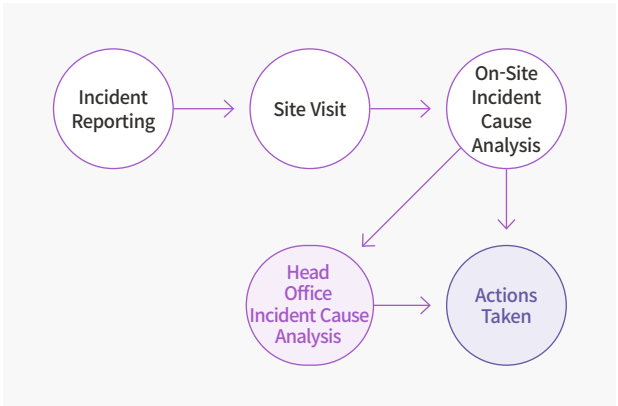 Incident
Reporting
Site Visit
On-Site
Incident
Cause
Analysis
Head
Office
Incident Cause
Analysis
Actions
Taken